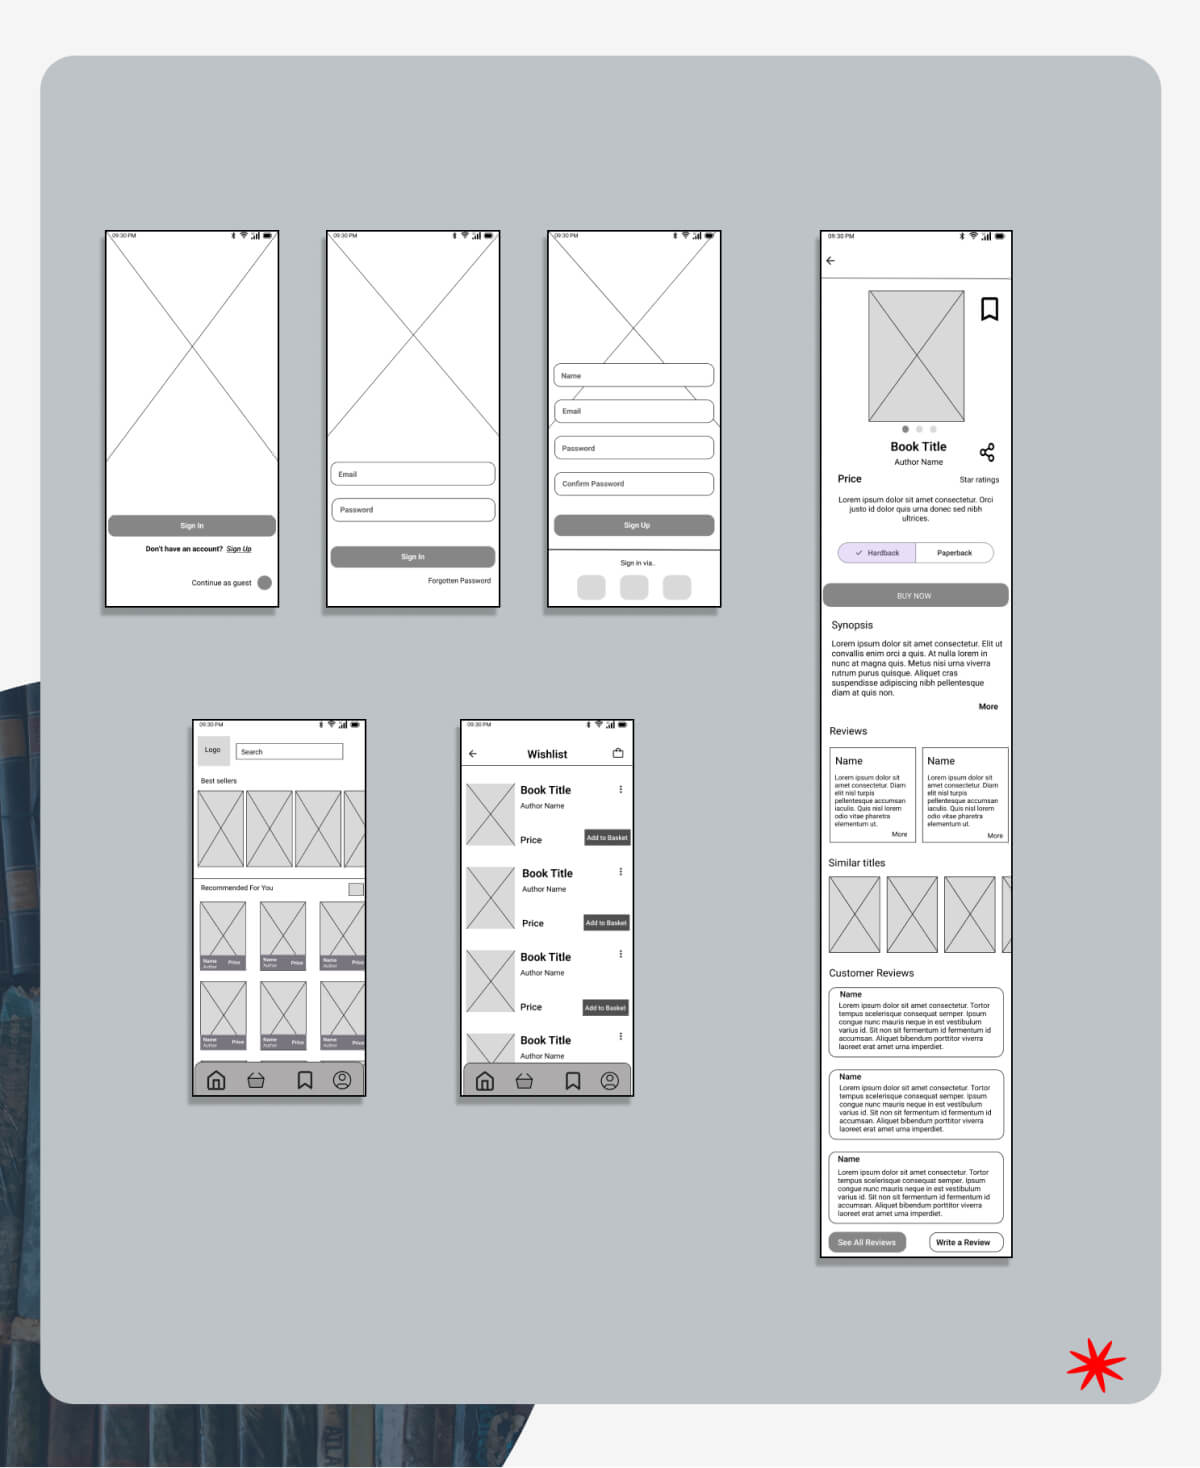 09:30 PM
Sign In
Don't have an account? Sign Up
Continue as guest
09:30 PM
Email
Password
Sign In
Forgotten Password
09:30 PM
Name
Email
Password
Confirm Password
Sign Up
Sign in via..
09:30 PM
Book Title
Author Name
Price
Star ratings
Lorem ipsum dolor sit amet consectetur. Orci
justo id dolor quis urna donec sed nibh
ultrices.
Hardback
Paperback
BUY NOW
Synopsis
Lorem ipsum dolor sit amet consectetur. Elit ut
convallis enim orci a quis. At nulla lorem in
nunc at magna quis. Metus nisi urna viverra
rutrum purus quisque. Aliquet cras
suspendisse adipiscing nibh pellentesque
diam at quis non.
More
Reviews
Name
Lorem ipsum dolor sit
amet consectetur. Diam
elit nisl turpis
pellentesque accumsan
iaculis. Quis nisl lorem
odio vitae pharetra
elementum ut.
More
Name
Lorem ipsum dolor sit
amet consectetur. Diam
elit nisl turpis
pellentesque accumsan
iaculis. Quis nisl lorem
odio vitae pharetra
elementum ut.
More
Similar titles
Customer Reviews
Name
Lorem ipsum dolor sit amet consectetur. Tortor
tempus scelerisque consequat semper. Ipsum
congue nunc mauris neque in est vestibulum
varius id. Sit non sit fermentum id fermentum id
accumsan. Aliquet bibendum porttitor viverra
laoreet erat amet urna imperdiet.
Name
Lorem ipsum dolor sit amet consectetur. Tortor
tempus scelerisque consequat semper. Ipsum
congue nunc mauris neque in est vestibulum
varius id. Sit non sit fermentum id fermentum id
accumsan. Aliquet bibendum porttitor viverra
laoreet erat amet urna imperdiet.
Name
Lorem ipsum dolor sit amet consectetur. Tortor
tempus scelerisque consequat semper. Ipsum
congue nunc mauris neque in est vestibulum
varius id. Sit non sit fermentum id fermentum id
accumsan. Aliquet bibendum porttitor viverra
laoreet erat amet urna imperdiet.
See All Reviews
Write a Review
09:30 PM
Logo
Search
Best sellers
Recommended For You
Name Price
Author
Name Price
Author
Name Price
Author
Name Price
Author
Name Price
Author
Name Price
Author
09:30 PM
Wishlist
Book Title
Author Name
Price
Add to Basket
Book Title
Author Name
Price
Add to Basket
Book Title
Author Name
Price
Add to Basket
Book Title
Author Name